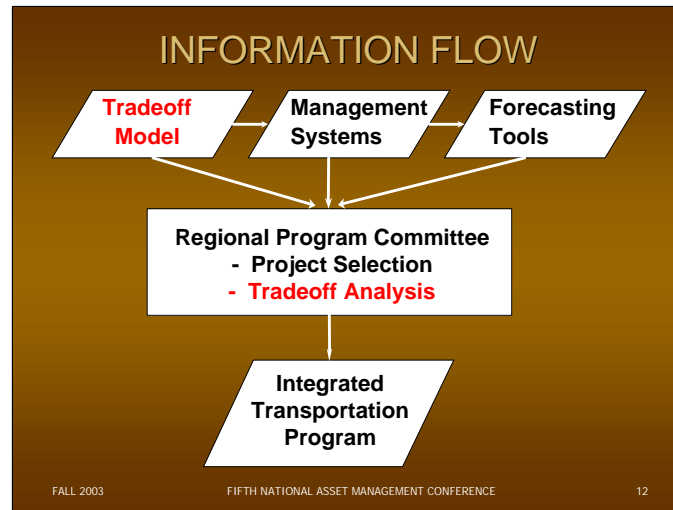 INFORMATION FLOW
Tradeoff
Model
Management
Systems
Forecasting
Tools
Regional Program Committee
- Project Selection
- Tradeoff Analysis
Integrated
Transportation
Program
FALL 2003
FIFTH NATIONAL ASSET MANAGEMENT CONFERENCE
12